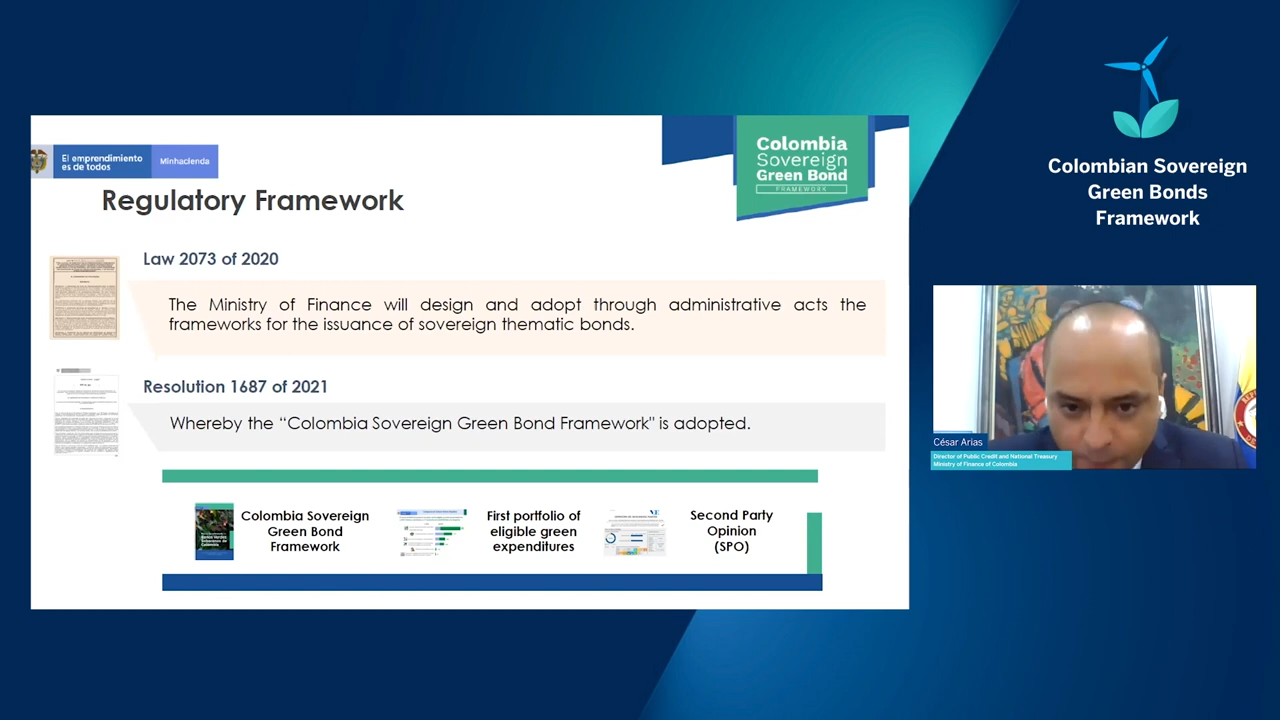 El emprendimiento
es de todos
Minhacienda
Colombia
Sovereign
Green Bond
FRAMEWORK
Regulatory Framework
Law 2073 of 2020
The Ministry of Finance will design and adopt through administrative acts the
frameworks for the issuance of sovereign thematic bonds.
Resolution 1687 of 2021
Whereby the “Colombia Sovereign Green Bond Framework" is adopted.
Colombia Sovereign
Green Bond
Framework
First portfolio of
eligible green
expenditures
Second Party
Opinion
(SPO)
Colombian Sovereign
Green Bonds
Framework
César Arias
Director of Public Credit and National Treasury
Ministry of Finance of Colombia